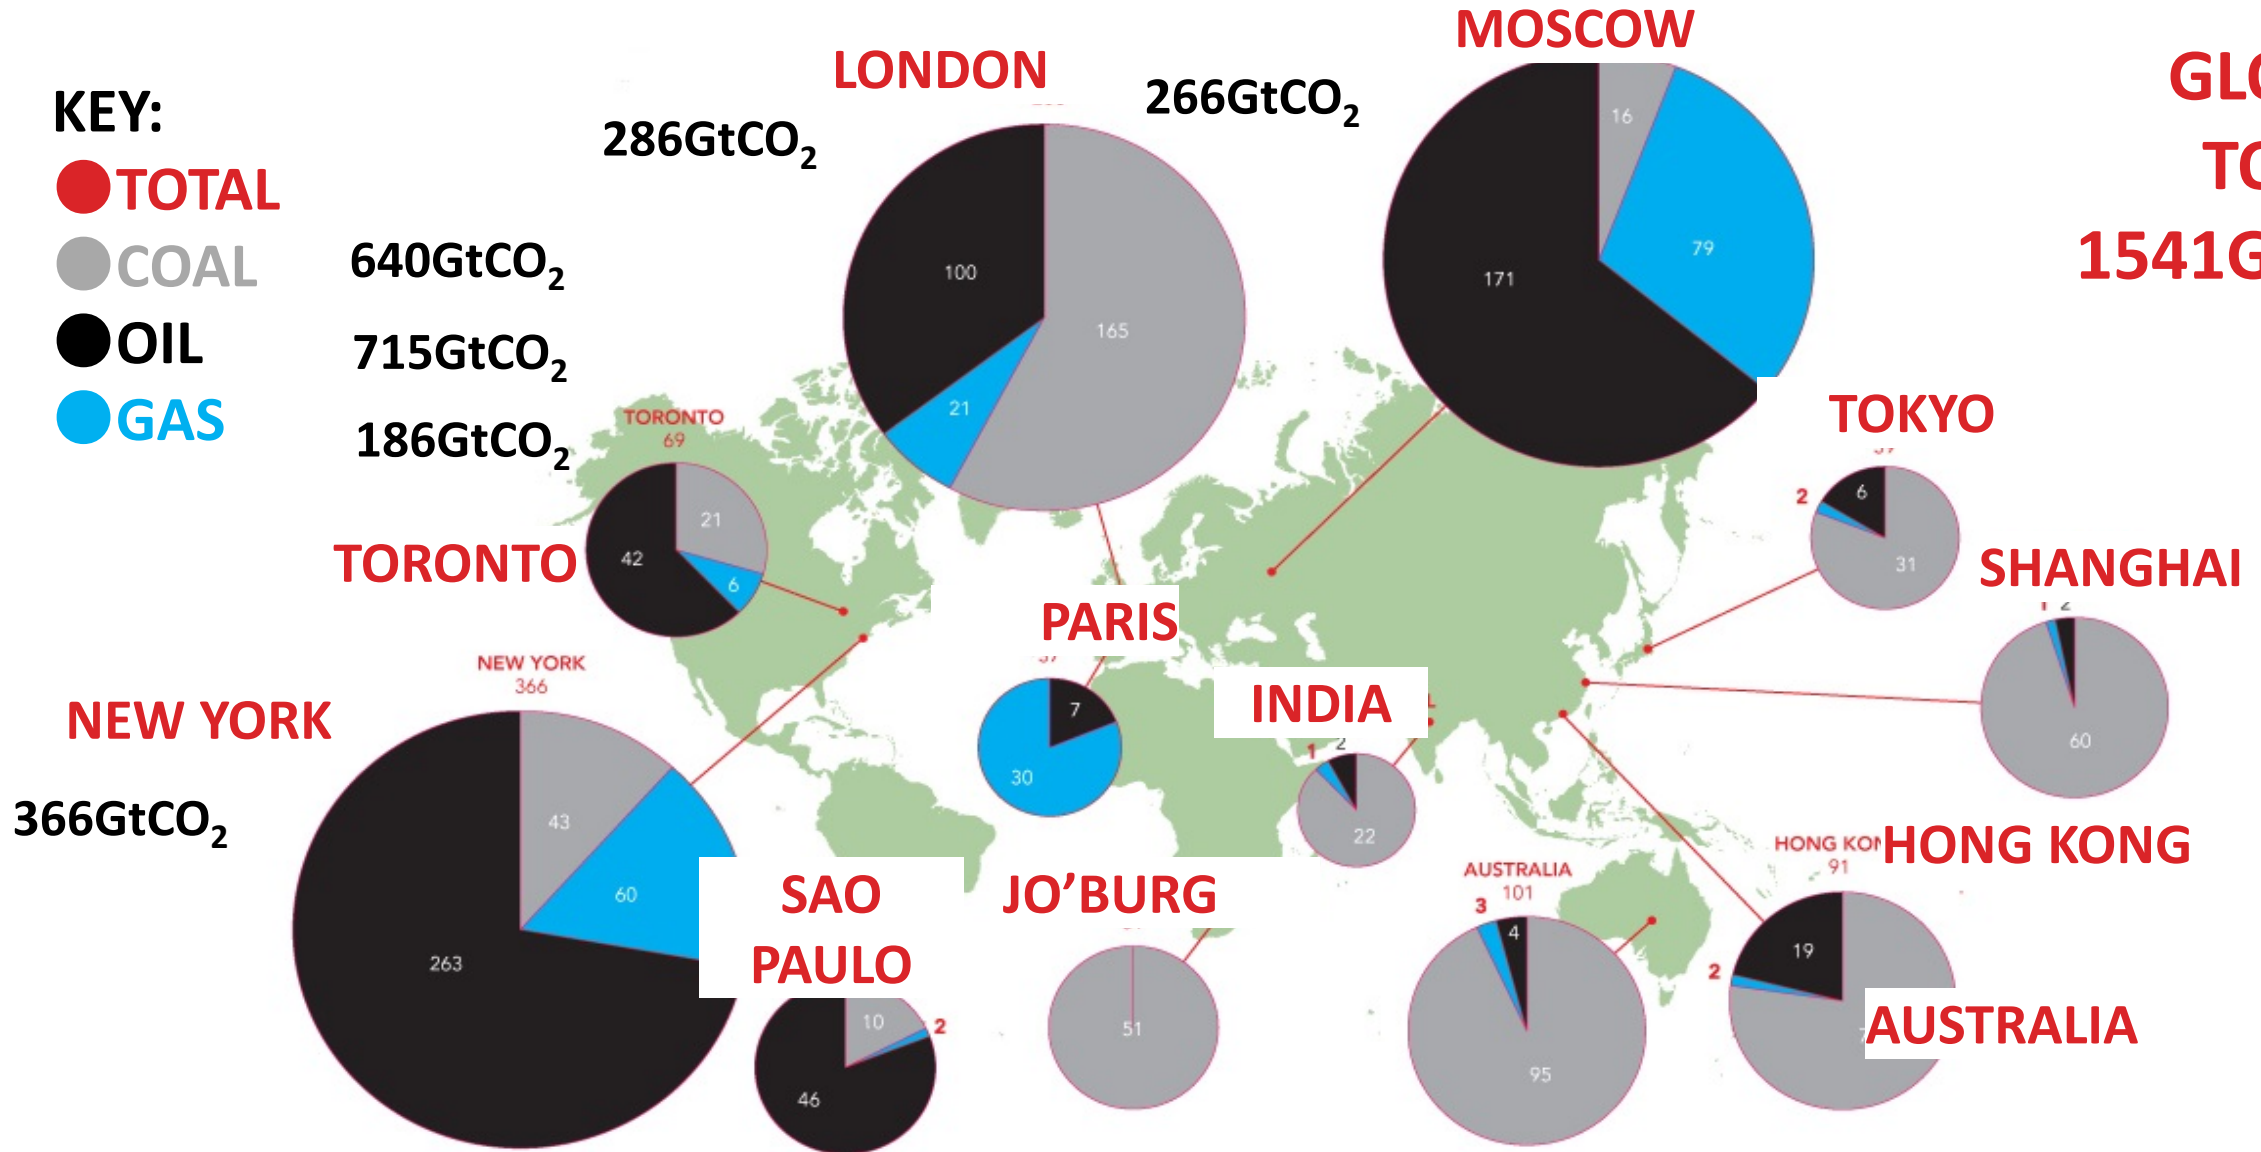 KEY:
TOTAL
COAL
640GtCO₂
OIL
715GtCO₂
GAS
186GtCO₂
LONDON
286GtCO₂
100
165
21
MOSCOW
266GtCO₂
16
79
171
1541G
TORONTO
69
21
42
6
TORONTO
NEW YORK
366
NEW YORK
366GtCO₂
43
60
263
PARIS
7
30
INDIA
1
2
22
TOKYO
2
6
31
SHANGHAI
1 2
60
SAO
PAULO
10
2
46
JO’BURG
51
AUSTRALIA
101
3
4
95
HONG KONG
91
19
2
AUSTRALIA